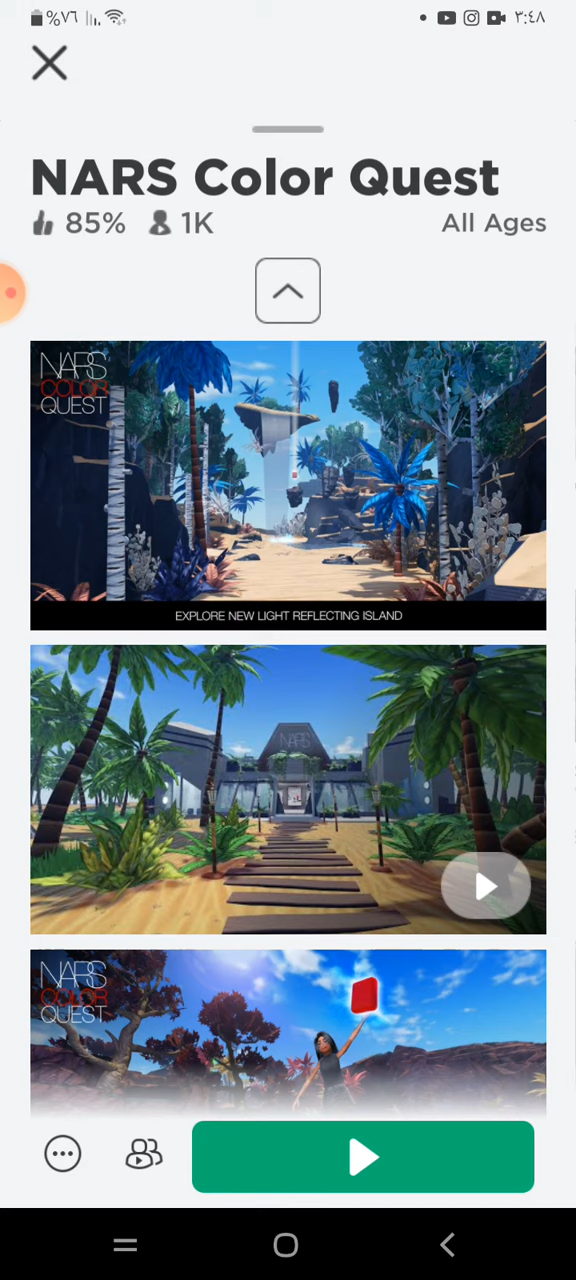 %٧٦ ٣:٤٨
NARS Color Quest
85% 1K All Ages
NARS
COLOR
QUEST
EXPLORE NEW LIGHT REFLECTING ISLAND
NARS
NARS
COLOR
QUEST